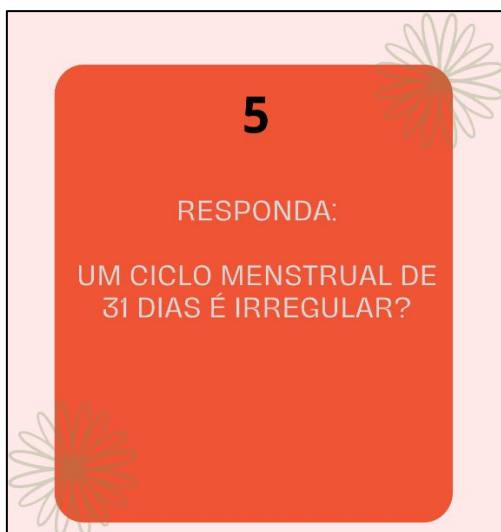 5
RESPONDA:
UM CICLO MENSTRUAL DE
31 DIAS É IRREGULAR?